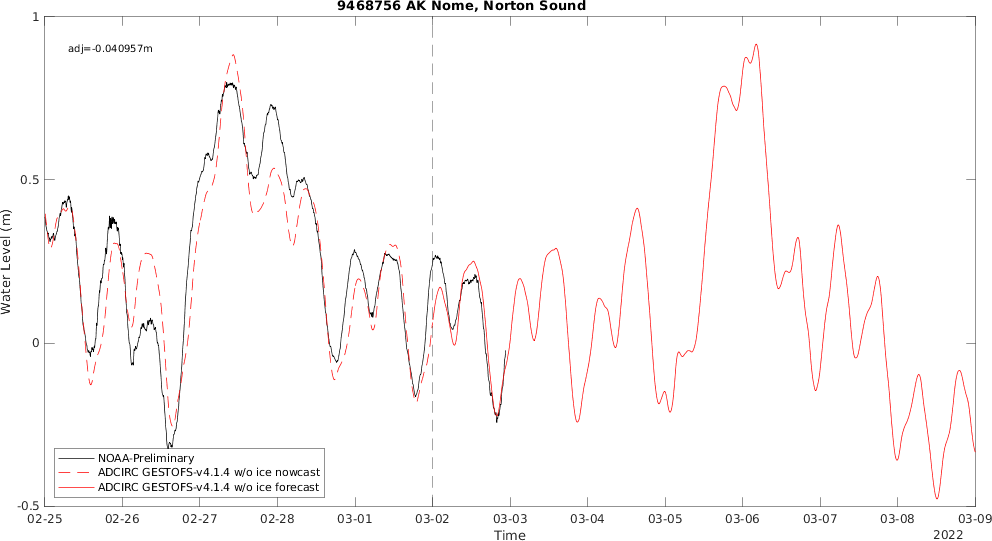 9468756 AK Nome, Norton Sound
adj=-0.040957m
Water Level (m)
1
0.5
0
-0.5
NOAA-Preliminary
ADCIRC GESTOFS-v4.1.4 w/o ice nowcast
ADCIRC GESTOFS-v4.1.4 w/o ice forecast
02-25 02-26 02-27 02-28 03-01 03-02 03-03 03-04 03-05 03-06 03-07 03-08 03-09
Time
2022